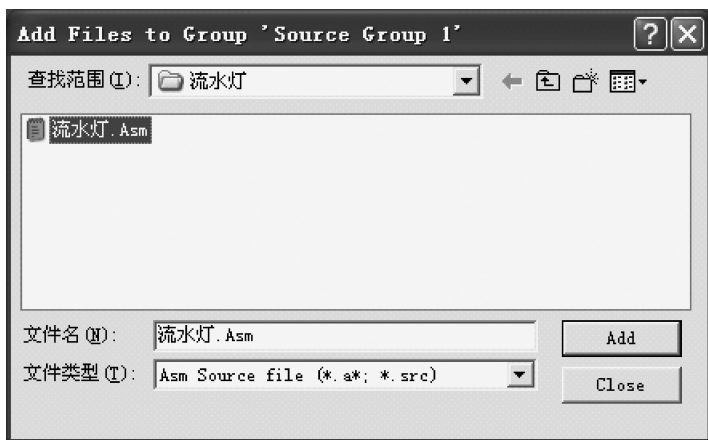 Add Files to Group 'Source Group 1'
查找范围(I): 流水灯
流水灯.Asm
文件名(N): 流水灯.Asm Add
文件类型(T): Asm Source file (*.a*; *.src) Close